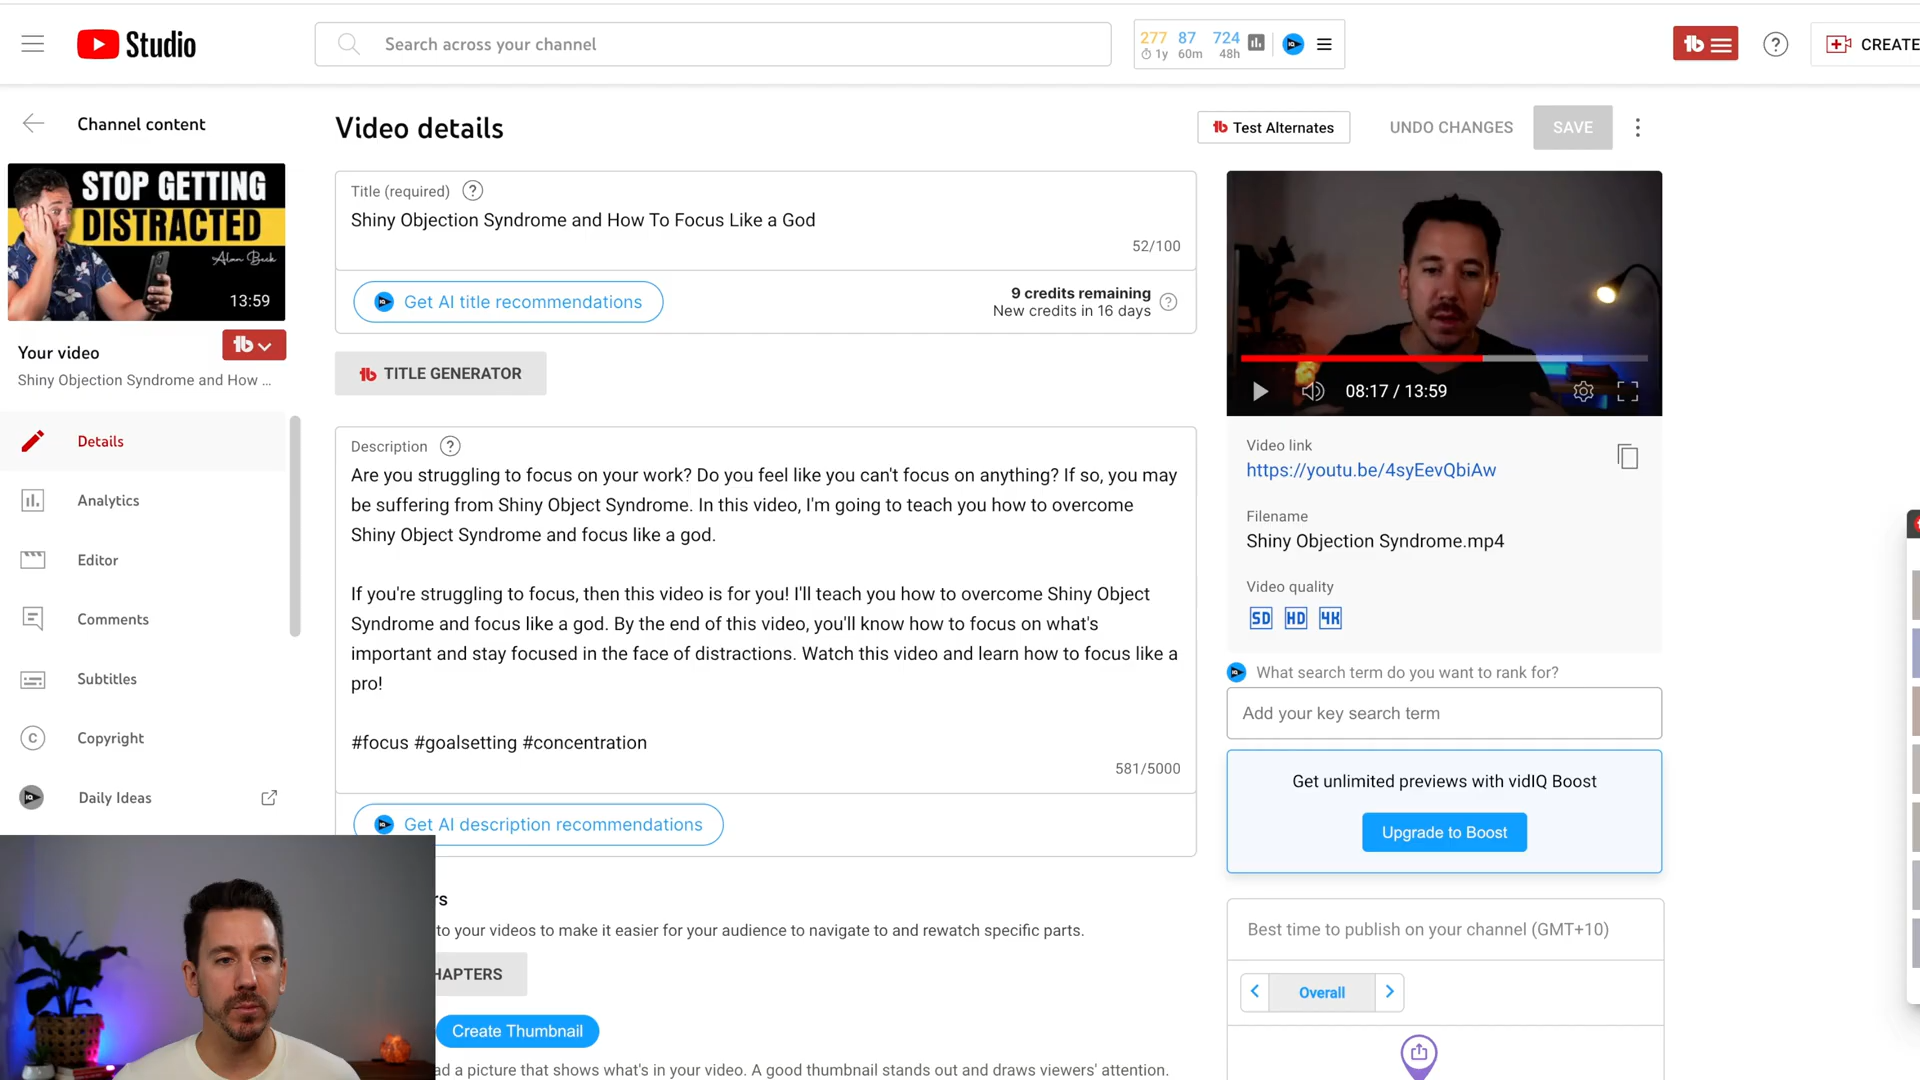 Studio
Search across your channel
277 87 724
1y 60m 48h
CREATE
Channel content
Video details
Test Alternates
UNDO CHANGES
SAVE
STOP GETTING
DISTRACTED
Alan Beck
13:59
Your video
Shiny Objection Syndrome and How ...
Title (required)
Shiny Objection Syndrome and How To Focus Like a God
52/100
Get AI title recommendations
9 credits remaining
New credits in 16 days
TITLE GENERATOR
08:17 / 13:59
Details
Analytics
Editor
Comments
Subtitles
Copyright
Daily Ideas
Description
Are you struggling to focus on your work? Do you feel like you can't focus on anything? If so, you may
be suffering from Shiny Object Syndrome. In this video, I'm going to teach you how to overcome
Shiny Object Syndrome and focus like a god.
If you're struggling to focus, then this video is for you! I'll teach you how to overcome Shiny Object
Syndrome and focus like a god. By the end of this video, you'll know how to focus on what's
important and stay focused in the face of distractions. Watch this video and learn how to focus like a
pro!
#focus #goalsetting #concentration
581/5000
Get AI description recommendations
Video link
https://youtu.be/4syEevQbiAw
Filename
Shiny Objection Syndrome.mp4
Video quality
SD HD 4K
What search term do you want to rank for?
Add your key search term
Get unlimited previews with vidIQ Boost
Upgrade to Boost
Best time to publish on your channel (GMT+10)
Overall
rs
to your videos to make it easier for your audience to navigate to and rewatch specific parts.
HAPTERS
Create Thumbnail
ad a picture that shows what's in your video. A good thumbnail stands out and draws viewers' attention.